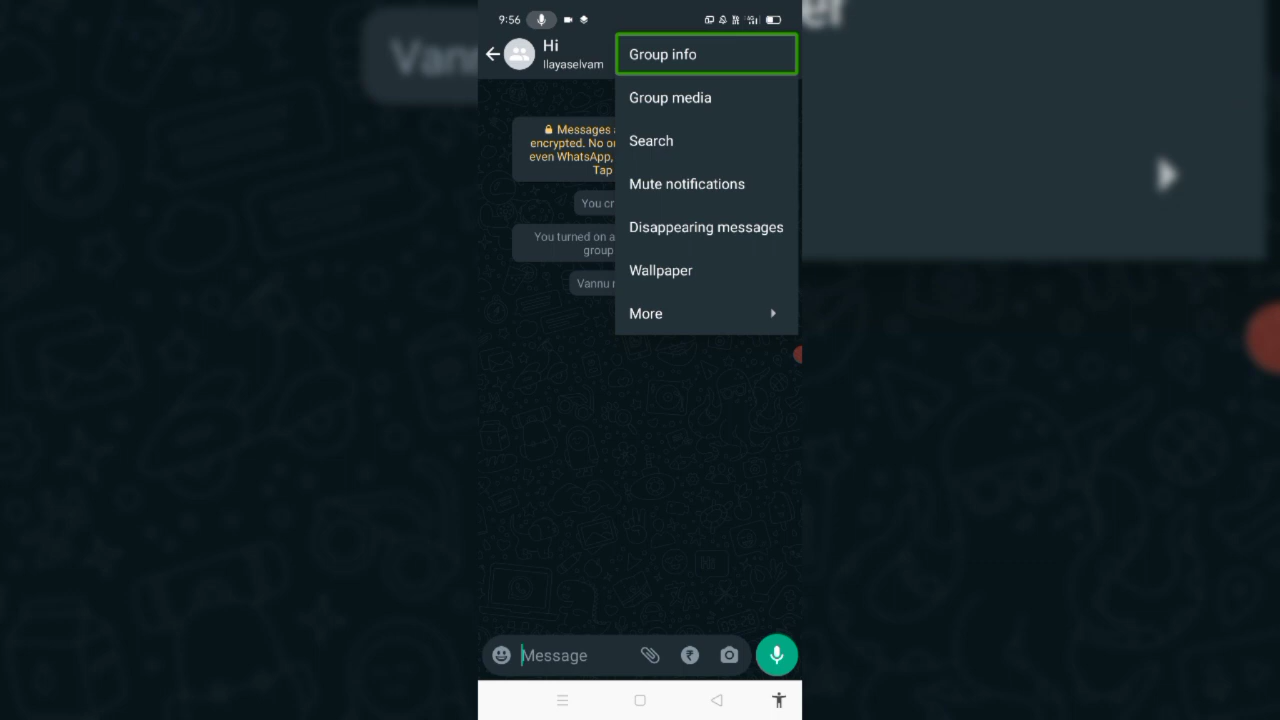 9:56
Hi
Ilayaselvam
Group info
Group media
Search
Mute notifications
Disappearing messages
Wallpaper
More
Messages
encrypted. No
even WhatsApp,
Tap
You
You turned on
group
Vannu
Message